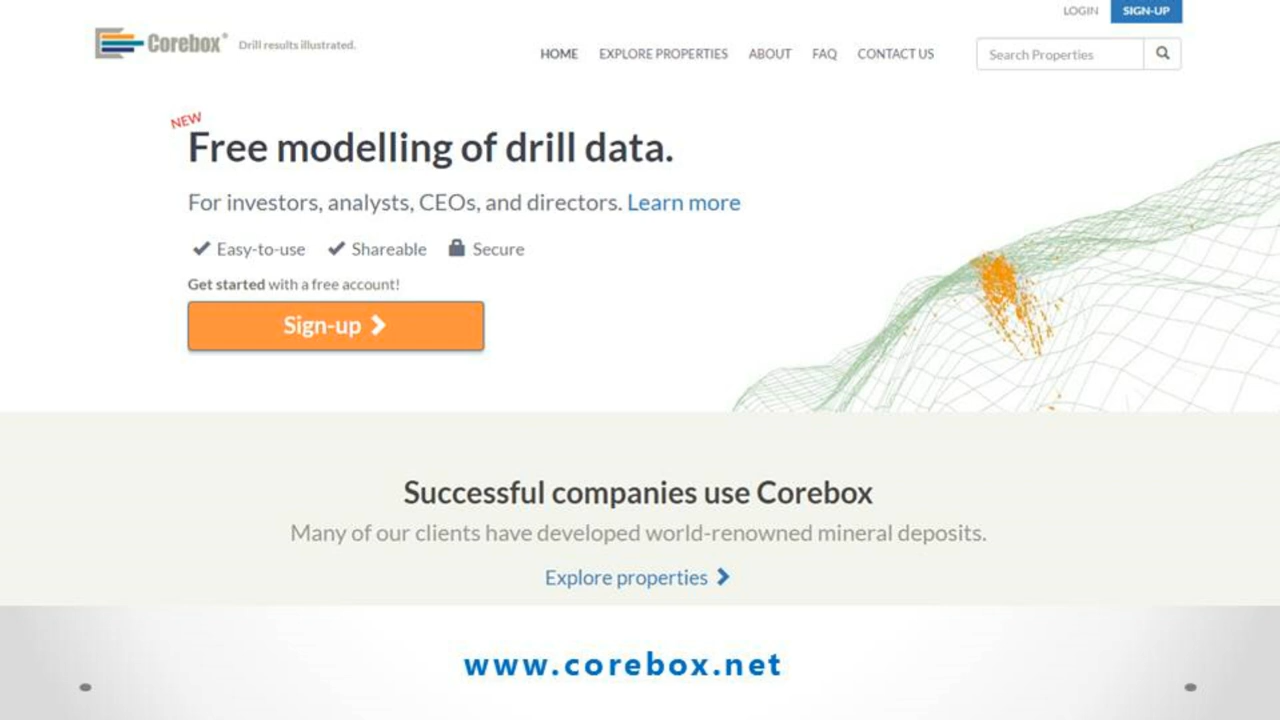 LOGIN SIGN-UP
Corebox® Drill results illustrated.
HOME EXPLORE PROPERTIES ABOUT FAQ CONTACT US Search Properties
NEW
Free modelling of drill data.
For investors, analysts, CEOs, and directors. Learn more
Easy-to-use Shareable Secure
Get started with a free account!
Sign-up
Successful companies use Corebox
Many of our clients have developed world-renowned mineral deposits.
Explore properties
www.corebox.net